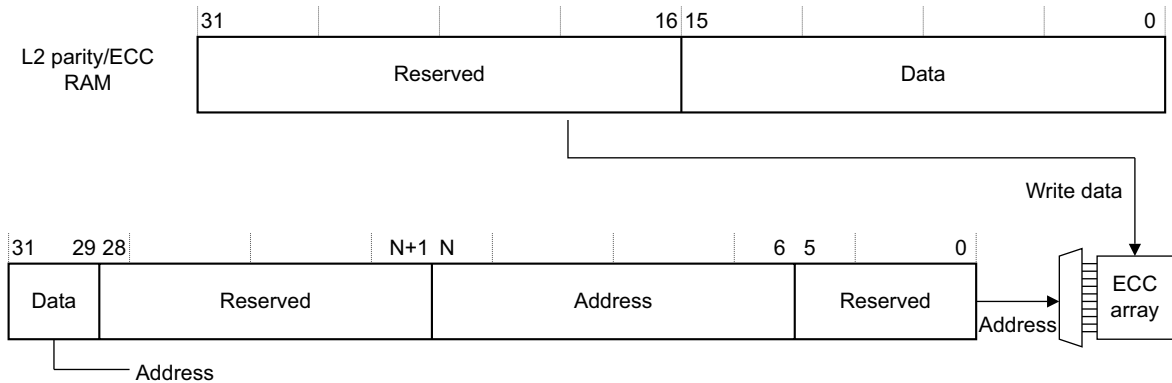 31 16 15 0
L2 parity/ECC
RAM
Reserved Data
Write data
31 29 28 N+1 N 6 5 0
Data Reserved Address Reserved
ECC
array
Address
Address